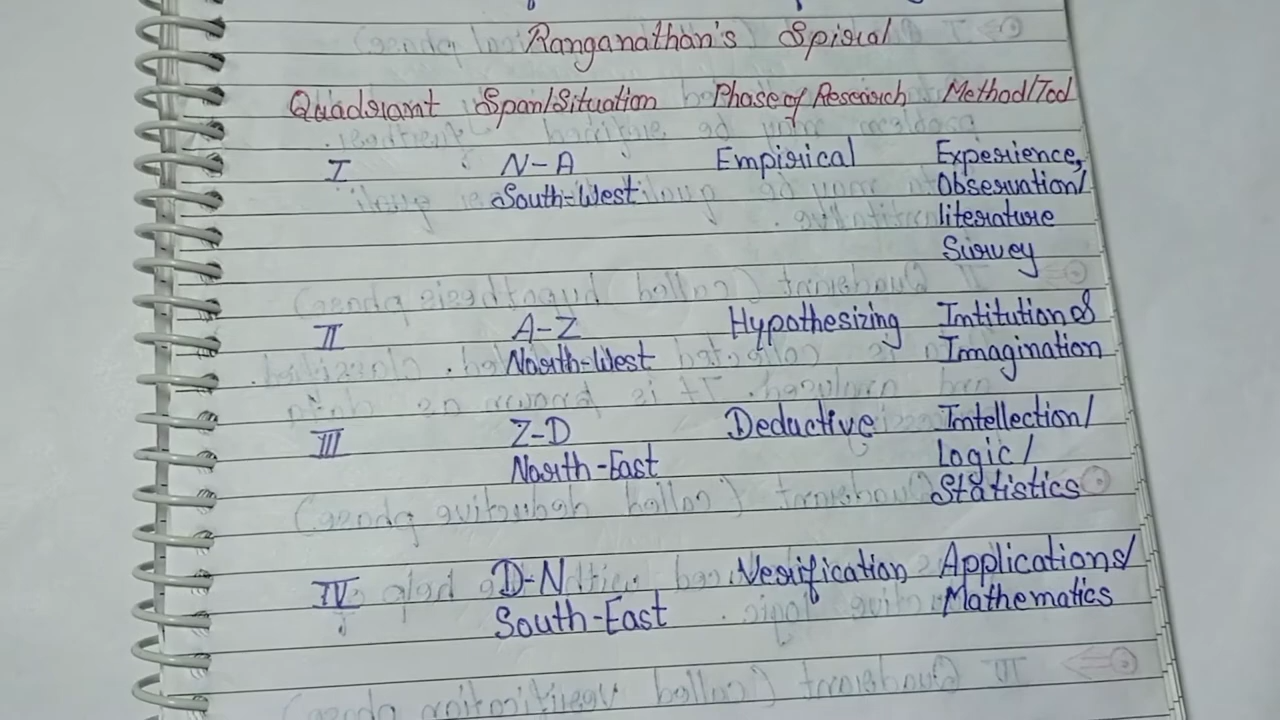 Ranganathan's Spiral
Quadrant Span/Situation Phase of Research Method/Tool
I N-A Empirical Experience,
South-West Observation/
literature
Survey
II A-Z Hypothesizing Intitution &
North-West Imagination
III Z-D Deductive Intellection/
North-East Logic/
Statistics
IV D-N Verification Applications/
South-East Mathematics